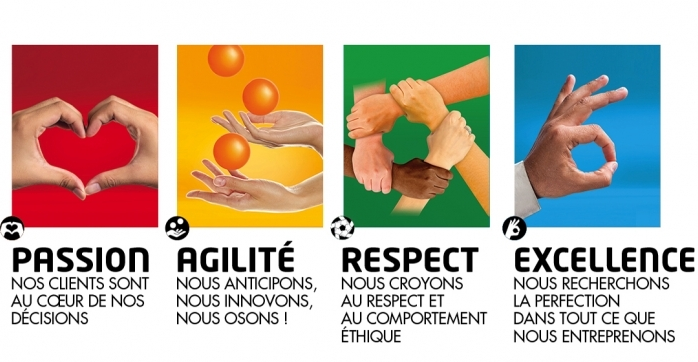 PASSION
NOS CLIENTS SONT
AU CŒUR DE NOS
DÉCISIONS
AGILITÉ
NOUS ANTICIPONS,
NOUS INNOVONS,
NOUS OSONS !
RESPECT
NOUS CROYONS
AU RESPECT ET
AU COMPORTEMENT
ÉTHIQUE
EXCELLENCE
NOUS RECHERCHONS
LA PERFECTION
DANS TOUT CE QUE
NOUS ENTREPRENONS